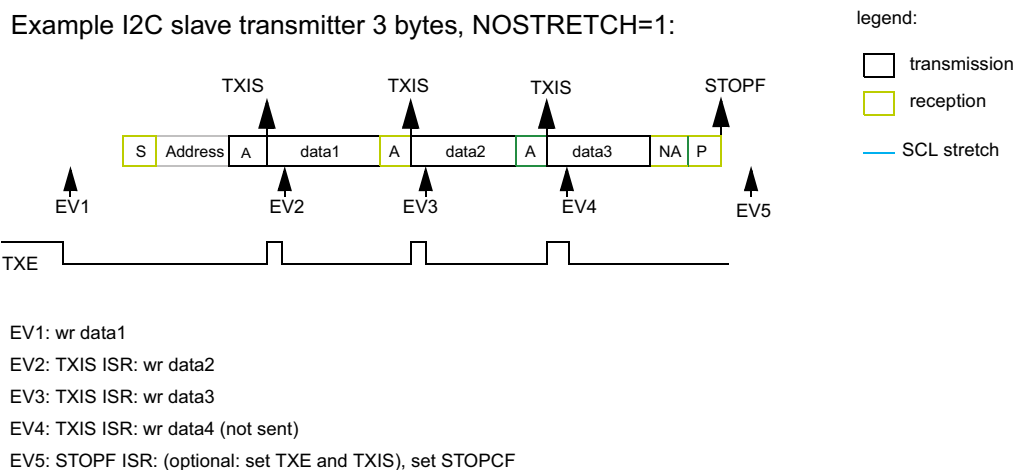 Example I2C slave transmitter 3 bytes, NOSTRETCH=1:
legend:
transmission
reception
SCL stretch
TXIS TXIS TXIS STOPF
S Address A data1 A data2 A data3 NA P
EV1 EV2 EV3 EV4 EV5
TXE
EV1: wr data1
EV2: TXIS ISR: wr data2
EV3: TXIS ISR: wr data3
EV4: TXIS ISR: wr data4 (not sent)
EV5: STOPF ISR: (optional: set TXE and TXIS), set STOPCF